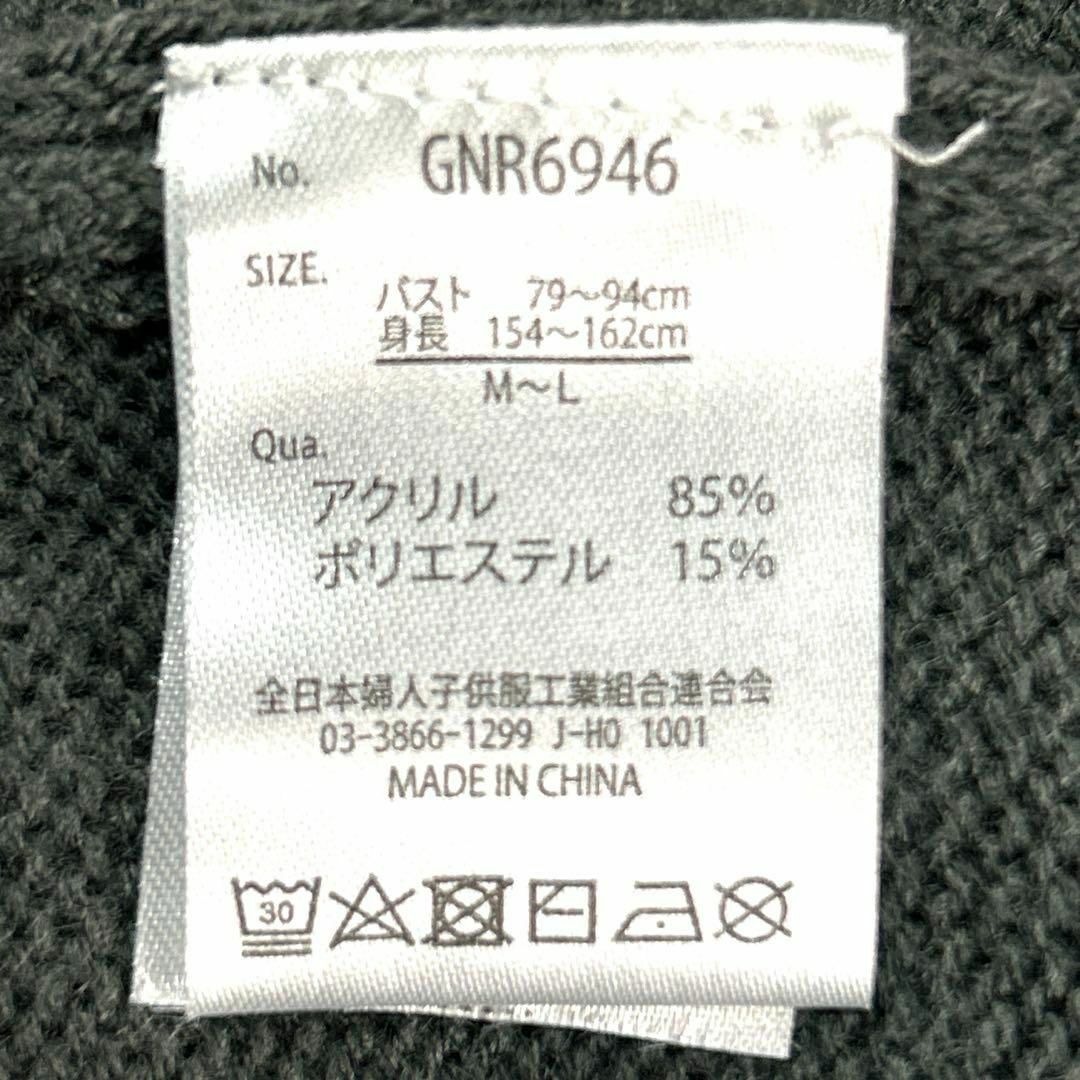 No. GNR6946
SIZE.
バスト 79～94cm
身長 154～162cm
M～L
Qua.
アクリル 85%
ポリエステル 15%
全日本婦人子供服工業組合連合会
03-3866-1299 J-HO 1001
MADE IN CHINA
30